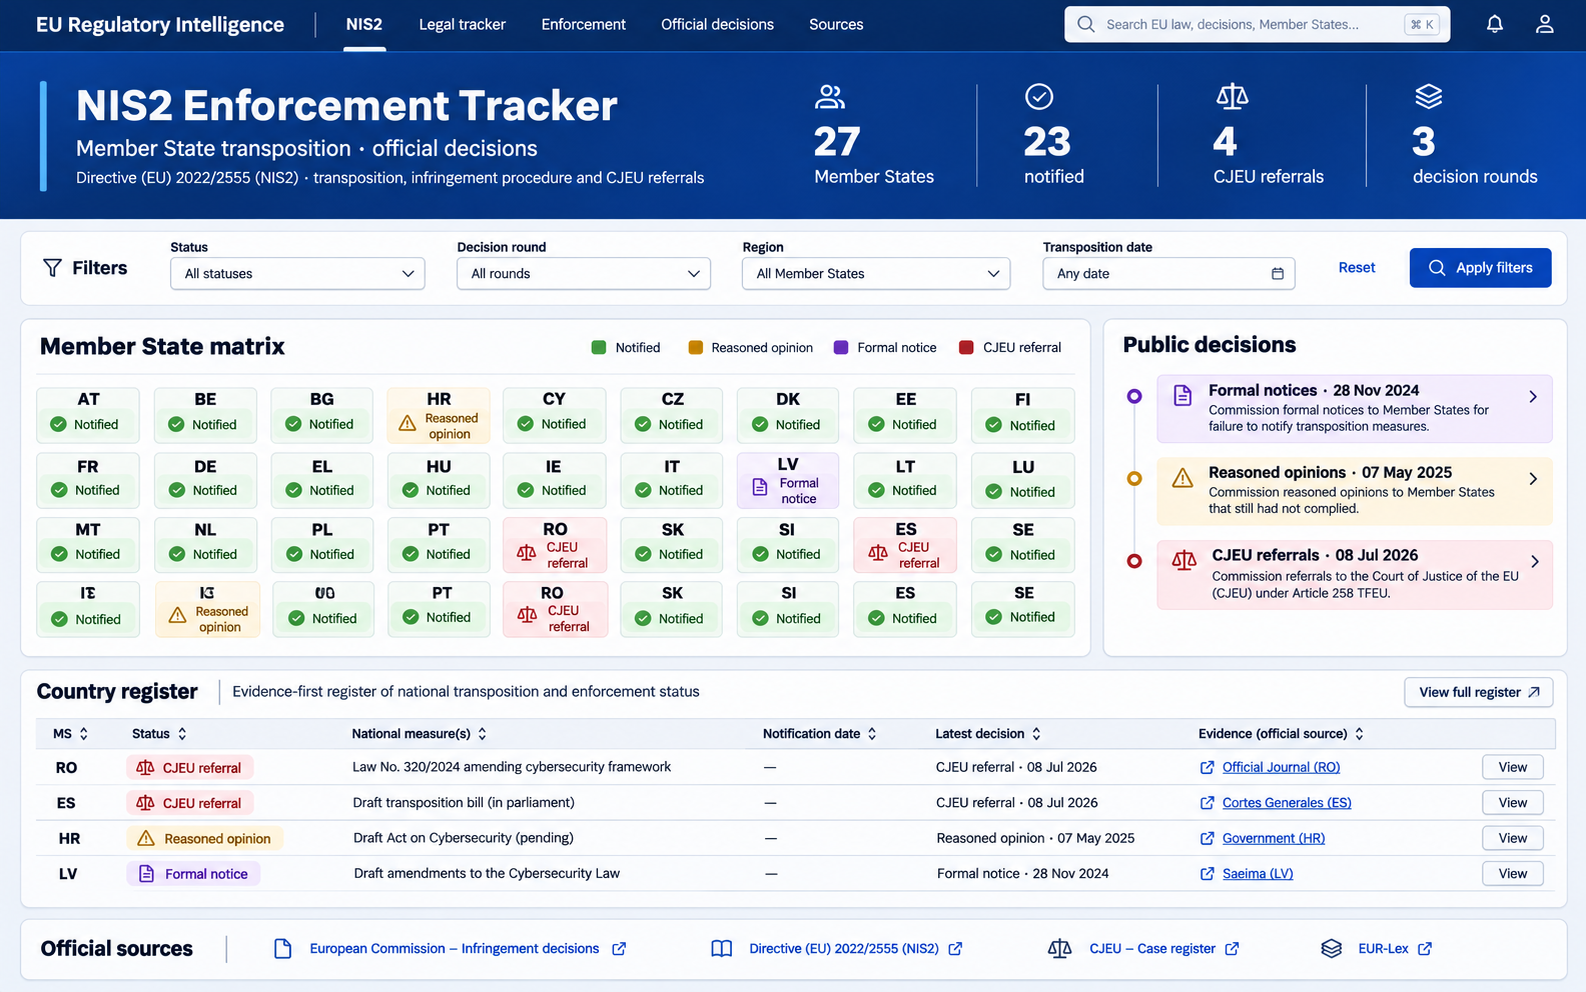 EU Regulatory Intelligence
NIS2
Legal tracker
Enforcement
Official decisions
Sources
Search EU law, decisions, Member States...
⌘ K
NIS2 Enforcement Tracker
Member State transposition • official decisions
Directive (EU) 2022/2555 (NIS2) • transposition, infringement procedure and CJEU referrals
27
Member States
23
notified
4
CJEU referrals
3
decision rounds
Filters
Status
All statuses
Decision round
All rounds
Region
All Member States
Transposition date
Any date
Reset
Apply filters
Member State matrix
Notified
Reasoned opinion
Formal notice
CJEU referral
AT
Notified
BE
Notified
BG
Notified
HR
Reasoned
opinion
CY
Notified
CZ
Notified
DK
Notified
EE
Notified
FI
Notified
FR
Notified
DE
Notified
EL
Notified
HU
Notified
IE
Notified
IT
Notified
LV
Formal
notice
LT
Notified
LU
Notified
MT
Notified
NL
Notified
PL
Notified
PT
Notified
RO
CJEU
referral
SK
Notified
SI
Notified
ES
CJEU
referral
SE
Notified
Notified
Reasoned
opinion
Notified
PT
Notified
RO
CJEU
referral
SK
Notified
SI
Notified
ES
Notified
SE
Notified
Public decisions
Formal notices • 28 Nov 2024
Commission formal notices to Member States for
failure to notify transposition measures.
Reasoned opinions • 07 May 2025
Commission reasoned opinions to Member States
that still had not complied.
CJEU referrals • 08 Jul 2026
Commission referrals to the Court of Justice of the EU
(CJEU) under Article 258 TFEU.
Country register
Evidence-first register of national transposition and enforcement status
View full register
MS
Status
National measure(s)
Notification date
Latest decision
Evidence (official source)
RO
CJEU referral
Law No. 320/2024 amending cybersecurity framework
—
CJEU referral • 08 Jul 2026
Official Journal (RO)
View
ES
CJEU referral
Draft transposition bill (in parliament)
—
CJEU referral • 08 Jul 2026
Cortes Generales (ES)
View
HR
Reasoned opinion
Draft Act on Cybersecurity (pending)
—
Reasoned opinion • 07 May 2025
Government (HR)
View
LV
Formal notice
Draft amendments to the Cybersecurity Law
—
Formal notice • 28 Nov 2024
Saeima (LV)
View
Official sources
European Commission – Infringement decisions
Directive (EU) 2022/2555 (NIS2)
CJEU – Case register
EUR-Lex